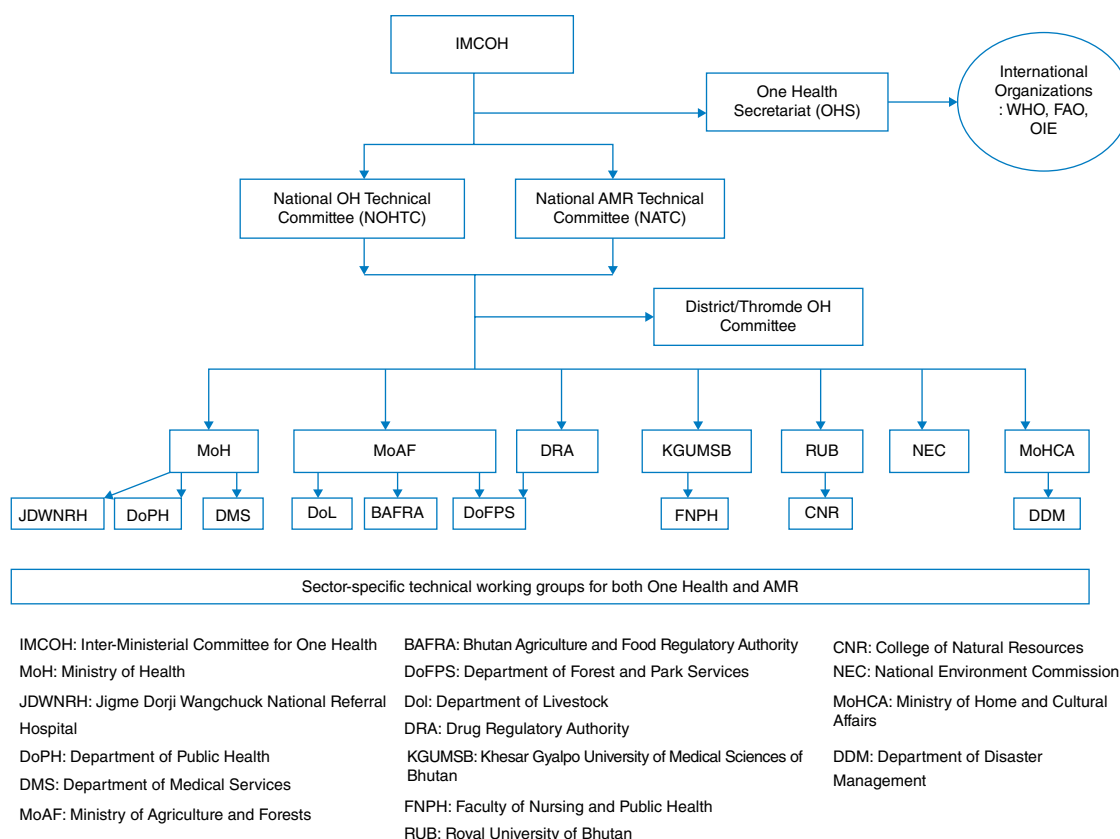 IMCOH
One Health
Secretariat (OHS)
International
Organizations
: WHO, FAO,
OIE
National OH Technical
Committee (NOHTC)
National AMR Technical
Committee (NATC)
District/Thromde OH
Committee
MoH
MoAF
DRA
KGUMSB
RUB
NEC
MoHCA
JDWNRH
DoPH
DMS
DoL
BAFRA
DoFPS
FNPH
CNR
DDM
Sector-specific technical working groups for both One Health and AMR
IMCOH: Inter-Ministerial Committee for One Health
MoH: Ministry of Health
JDWNRH: Jigme Dorji Wangchuck National Referral
Hospital
DoPH: Department of Public Health
DMS: Department of Medical Services
MoAF: Ministry of Agriculture and Forests
BAFRA: Bhutan Agriculture and Food Regulatory Authority
DoFPS: Department of Forest and Park Services
Dol: Department of Livestock
DRA: Drug Regulatory Authority
KGUMSB: Khesar Gyalpo University of Medical Sciences of
Bhutan
FNPH: Faculty of Nursing and Public Health
RUB: Royal University of Bhutan
CNR: College of Natural Resources
NEC: National Environment Commission
MoHCA: Ministry of Home and Cultural
Affairs
DDM: Department of Disaster
Management